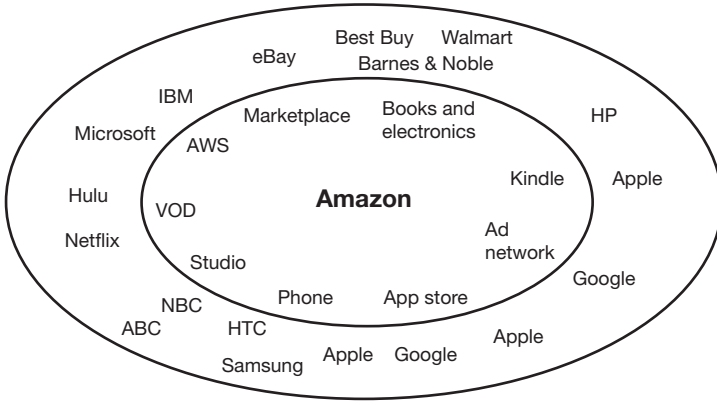 Best Buy Walmart
eBay
Barnes & Noble
IBM
Marketplace
Books and
electronics
HP
Microsoft
AWS
Kindle
Apple
Hulu
VOD
Amazon
Netflix
Ad
network
Studio
Google
NBC
Phone
App store
ABC
HTC
Apple
Samsung
Apple
Google